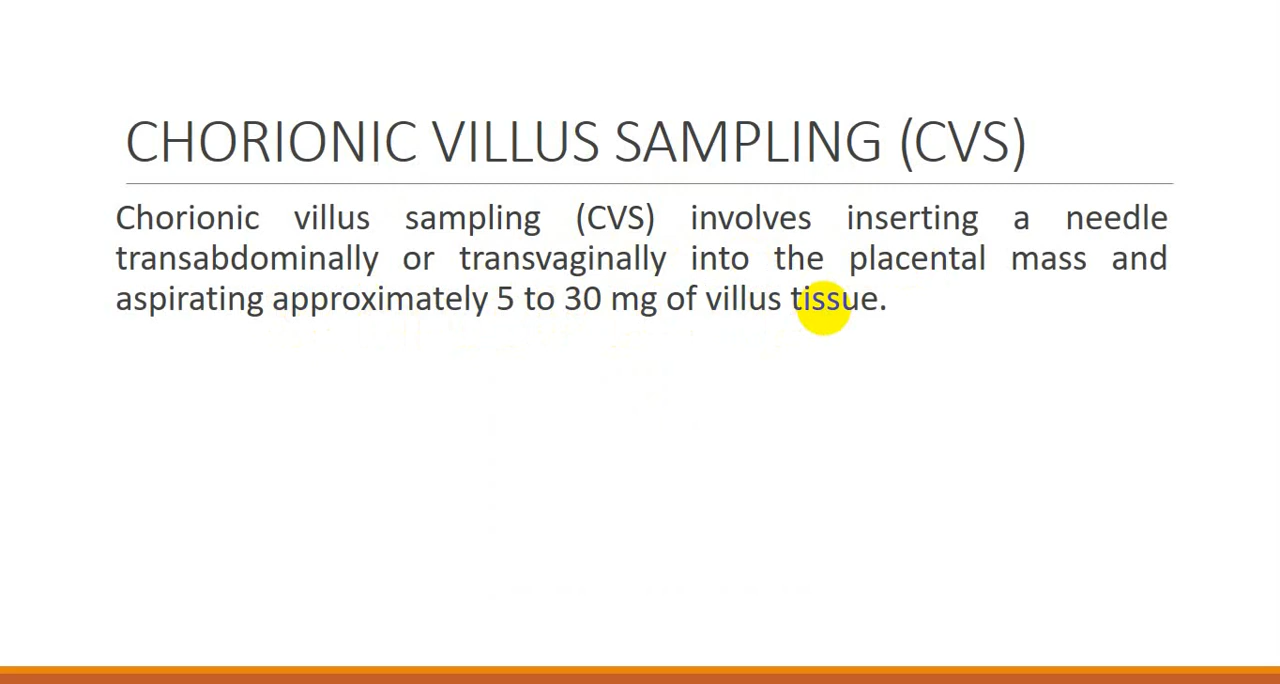 CHORIONIC VILLUS SAMPLING (CVS)
Chorionic villus sampling (CVS) involves inserting a needle
transabdominally or transvaginally into the placental mass and
aspirating approximately 5 to 30 mg of villus tissue.